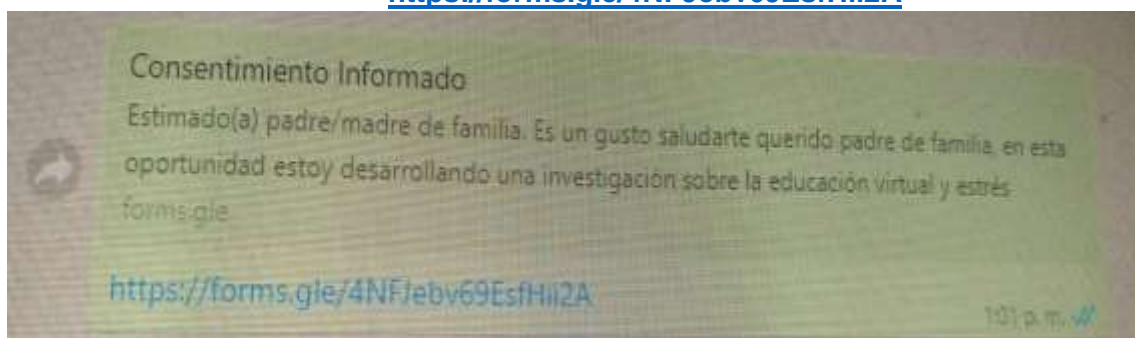 Consentimiento Informado
Estimado(a) padre/madre de familia. Es un gusto saludarte querido padre de familia, en esta
oportunidad estoy desarrollando una investigación sobre la educación virtual y estrés
forms.gle
https://forms.gle/4NFJebv69EsfHii2A
1:01 p. m.